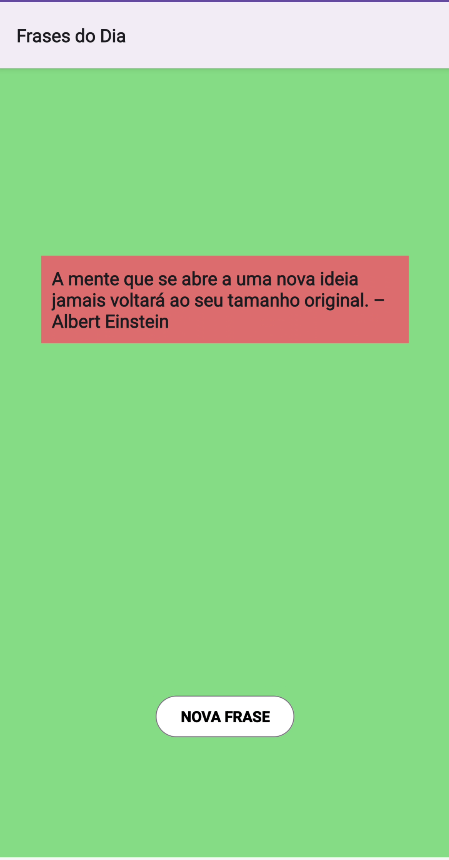 Frases do Dia
A mente que se abre a uma nova ideia
jamais voltará ao seu tamanho original. –
Albert Einstein
NOVA FRASE